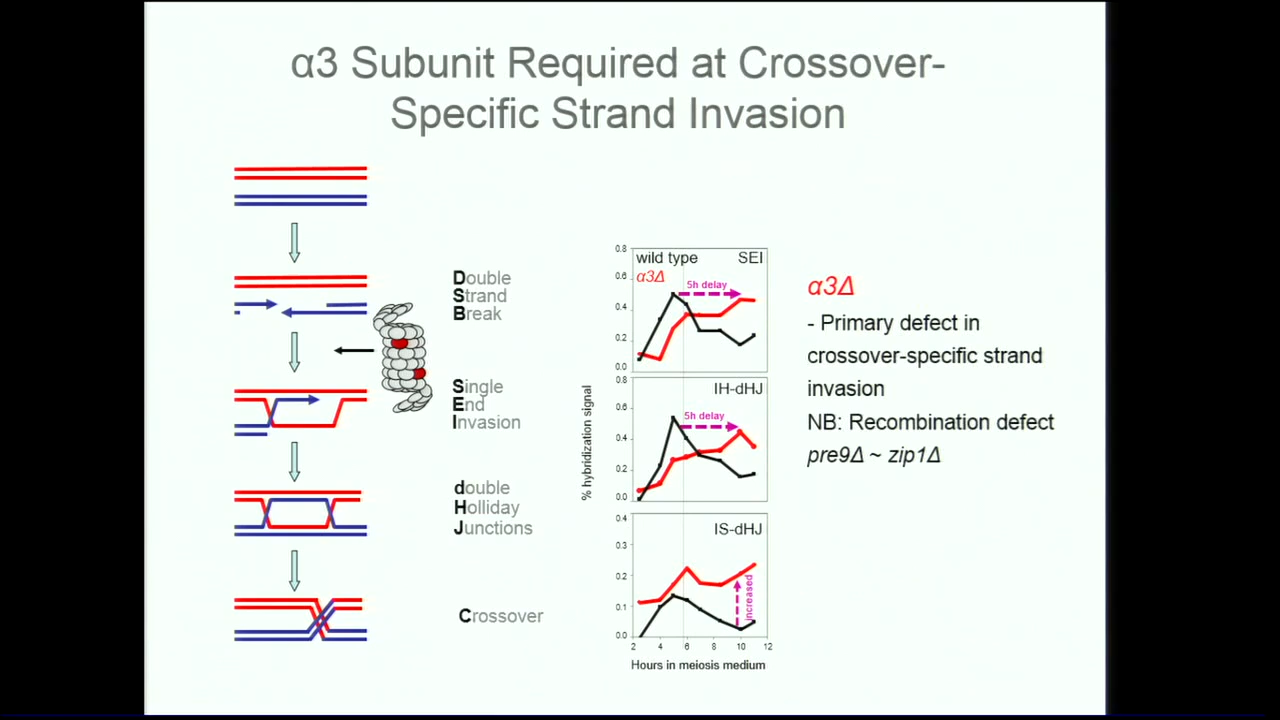 α3 Subunit Required at Crossover-
Specific Strand Invasion
Double
Strand
Break
Single
End
Invasion
double
Holliday
Junctions
Crossover
% hybridization signal
0.8
0.6
0.4
0.2
0.0
wild type
SEI
α3Δ
5h delay
0.8
0.6
0.4
0.2
0.0
IH-dHJ
5h delay
0.4
0.3
0.2
0.1
0.0
IS-dHJ
increased
2 4 6 8 10 12
Hours in meiosis medium
α3Δ
- Primary defect in
crossover-specific strand
invasion
NB: Recombination defect
pre9Δ ~ zip1Δ